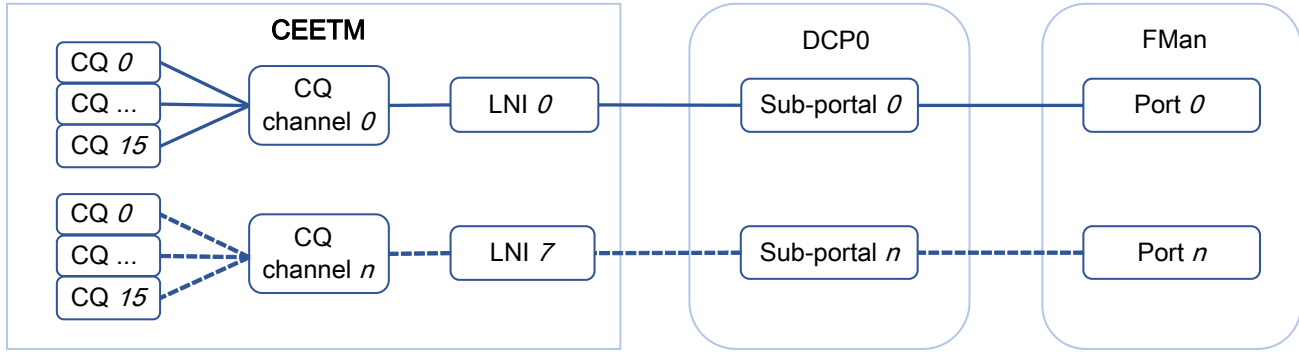 CEETM
DCP0
FMan
CQ 0
CQ ...
CQ 15
CQ
channel 0
LNI 0
Sub-portal 0
Port 0
CQ 0
CQ ...
CQ 15
CQ
channel n
LNI 7
Sub-portal n
Port n